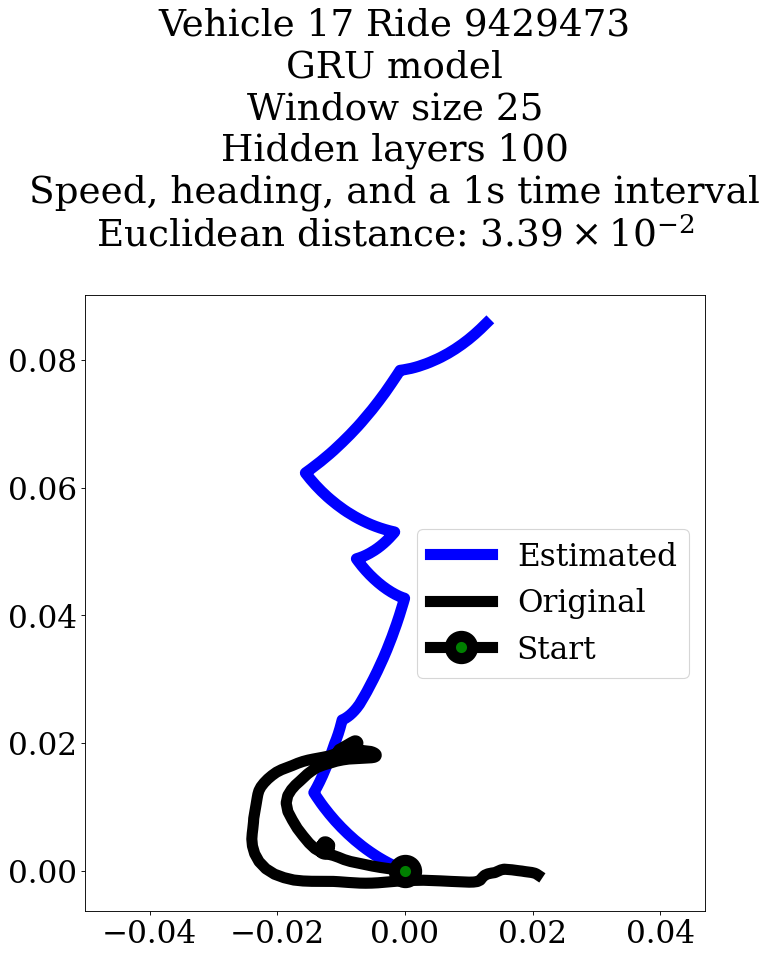 Vehicle 17 Ride 9429473
GRU model
Window size 25
Hidden layers 100
Speed, heading, and a 1s time interval
Euclidean distance: 3.39 × 10⁻²
0.08
0.06
0.04
0.02
0.00
Estimated
Original
Start
−0.04
−0.02
0.00
0.02
0.04